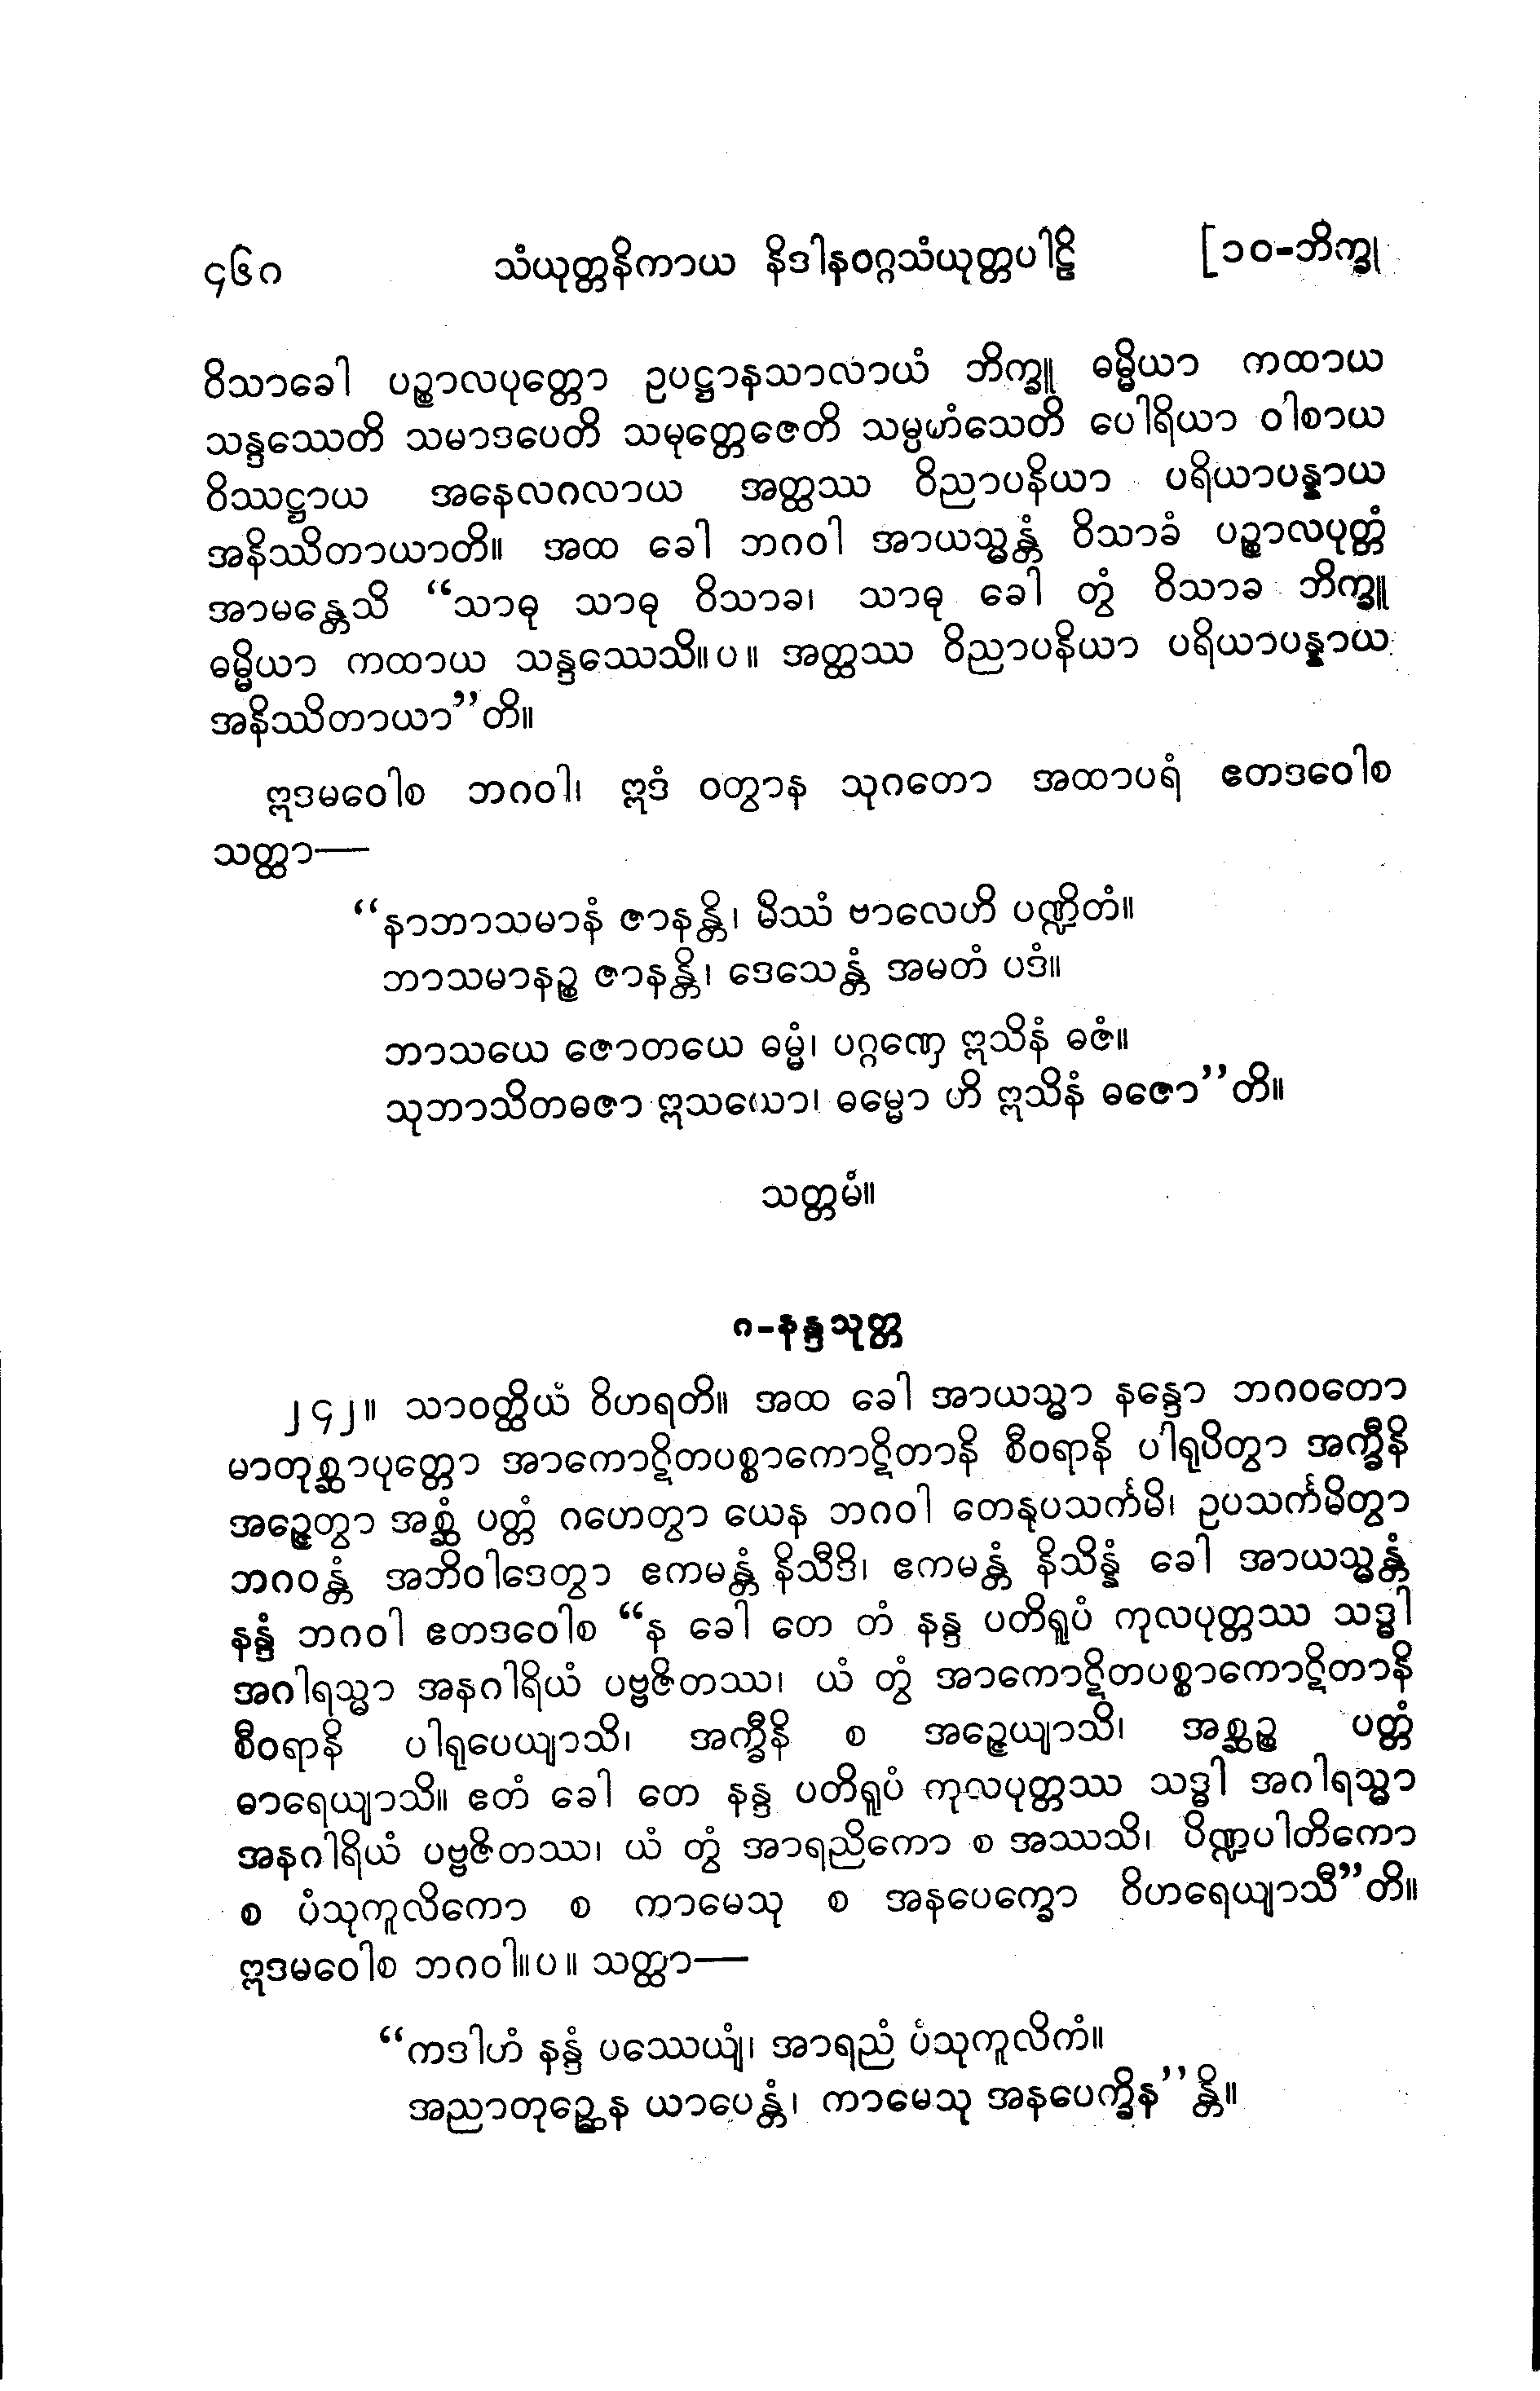 ၄၆၈ သံယုတ္တနိကာယ နိဒါနဝဂ္ဂသံယုတ္တပါဠိ [၁၀-ဘိက္ခု
ဝိသာခေါ ပဉ္စာလပုတ္တော ဥပဋ္ဌာနသာလာယံ ဘိက္ခူ ဓမ္မိယာ ကထာယ
သန္ဒဿေတိ သမာဒပေတိ သမုတ္တေဇေတိ သမ္ပဟံသေတိ ပေါရိယာ ဝါစာယ
ဝိဿဋ္ဌာယ အနေလဂလာယ အတ္ထဿ ဝိညာပနိယာ ပရိယာပန္နာယ
အနိဿိတာယာတိ။ အထ ခေါ ဘဂဝါ အာယသ္မန္တံ ဝိသာခံ ပဉ္စာလပုတ္တံ
အာမန္တေသိ “သာဓု သာဓု ဝိသာခ၊ သာဓု ခေါ တွံ ဝိသာခ ဘိက္ခူ
ဓမ္မိယာ ကထာယ သန္ဒဿေသိ။ပ။ အတ္ထဿ ဝိညာပနိယာ ပရိယာပန္နာယ
အနိဿိတာယာ”တိ။
ဣဒမဝေါစ ဘဂဝါ၊ ဣဒံ ဝတွာန သုဂတော အထာပရံ ဧတဒဝေါစ
သတ္ထာ—
“နာဘာသမာနံ ဇာနန္တိ၊ မိဿံ ဗာလေဟိ ပဏ္ဍိတံ။
ဘာသမာနဉ္စ ဇာနန္တိ၊ ဒေသေန္တံ အမတံ ပဒံ။
ဘာသယေ ဇောတယေ ဓမ္မံ၊ ပဂ္ဂဏှေ ဣသိနံ ဓဇံ။
သုဘာသိတဓဇာ ဣသယော၊ ဓမ္မော ဟိ ဣသိနံ ဓဇော”တိ။
သတ္တမံ။
၈-နန္ဒသုတ္တ
၂၄၂။ သာဝတ္ထိယံ ဝိဟရတိ။ အထ ခေါ အာယသ္မာ နန္ဒော ဘဂဝတော
မာတုစ္ဆာပုတ္တော အာကောဋိတပစ္စာကောဋိတာနိ စီဝရာနိ ပါရုပိတွာ အက္ခီနိ
အဉ္ဇေတွာ အစ္ဆံ ပတ္တံ ဂဟေတွာ ယေန ဘဂဝါ တေနုပသင်္ကမိ၊ ဥပသင်္ကမိတွာ
ဘဂဝန္တံ အဘိဝါဒေတွာ ဧကမန္တံ နိသီဒိ၊ ဧကမန္တံ နိသိန္နံ ခေါ အာယသ္မန္တံ
နန္ဒံ ဘဂဝါ ဧတဒဝေါစ “န ခေါ တေ တံ နန္ဒ ပတိရူပံ ကုလပုတ္တဿ သဒ္ဓါ
အဂါရသ္မာ အနဂါရိယံ ပဗ္ဗဇိတဿ၊ ယံ တွံ အာကောဋိတပစ္စာကောဋိတာနိ
စီဝရာနိ ပါရုပေယျာသိ၊ အက္ခီနိ စ အဉ္ဇေယျာသိ၊ အစ္ဆဉ္စ ပတ္တံ
ဓာရေယျာသိ။ ဧတံ ခေါ တေ နန္ဒ ပတိရူပံ ကုလပုတ္တဿ သဒ္ဓါ အဂါရသ္မာ
အနဂါရိယံ ပဗ္ဗဇိတဿ၊ ယံ တွံ အာရညိကော စ အဿသိ၊ ပိဏ္ဍပါတိကော
စ ပံသုကူလိကော စ ကာမေသု စ အနပေက္ခော ဝိဟရေယျာသီ”တိ။
ဣဒမဝေါစ ဘဂဝါ။ပ။ သတ္ထာ—
“ကဒါဟံ နန္ဒံ ပဿေယျံ၊ အာရညံ ပံသုကူလိကံ။
အညာတုဉ္ဆေန ယာပေန္တံ၊ ကာမေသု အနပေက္ခိန”န္တိ။